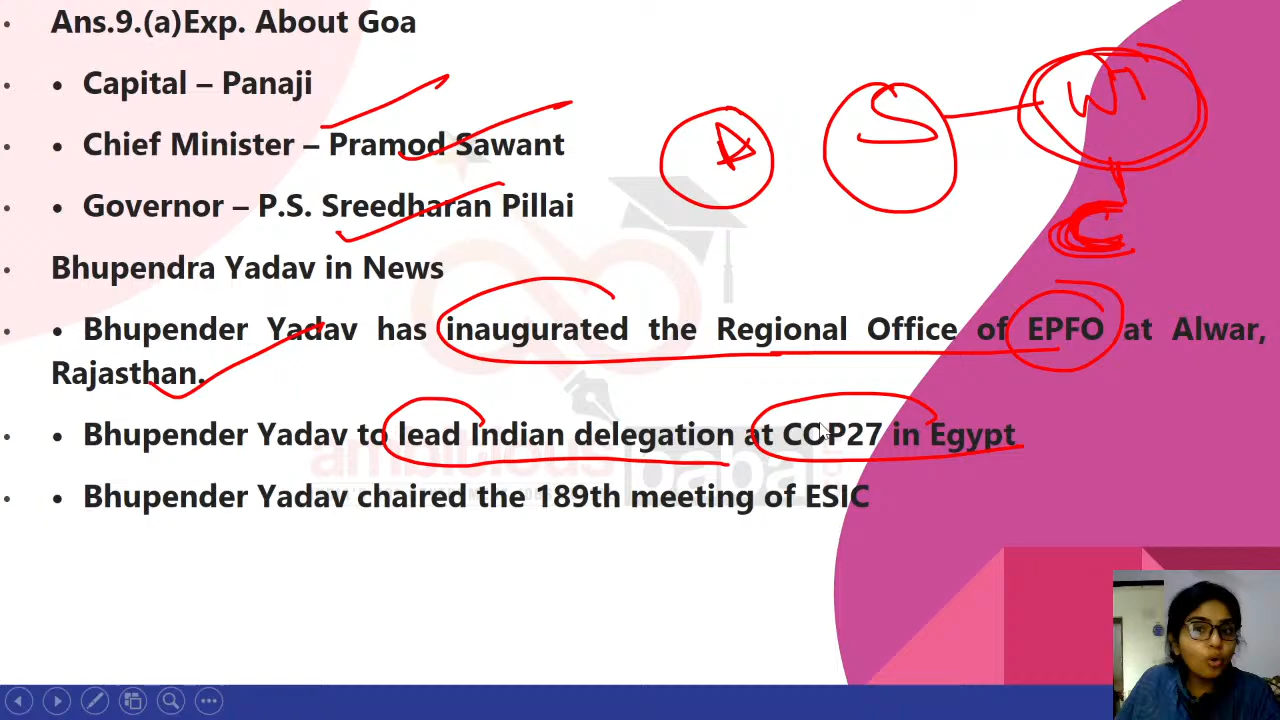 • Ans.9.(a)Exp. About Goa
• • Capital – Panaji
• • Chief Minister – Pramod Sawant
• • Governor – P.S. Sreedharan Pillai
• Bhupendra Yadav in News
• • Bhupender Yadav has inaugurated the Regional Office of EPFO at Alwar,
Rajasthan.
• • Bhupender Yadav to lead Indian delegation at COP27 in Egypt
• • Bhupender Yadav chaired the 189th meeting of ESIC
A
S
C
ambitious baba